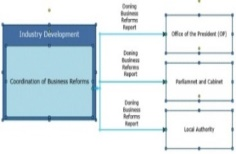 Industry Development
Coordination of Business Reforms
Doing
Business
Reforms
Report
Office of the President (OP)
Doing
Business
Reforms
Report
Parliamnet and Cabinet
Doing
Business
Reforms
Report
Local Authority